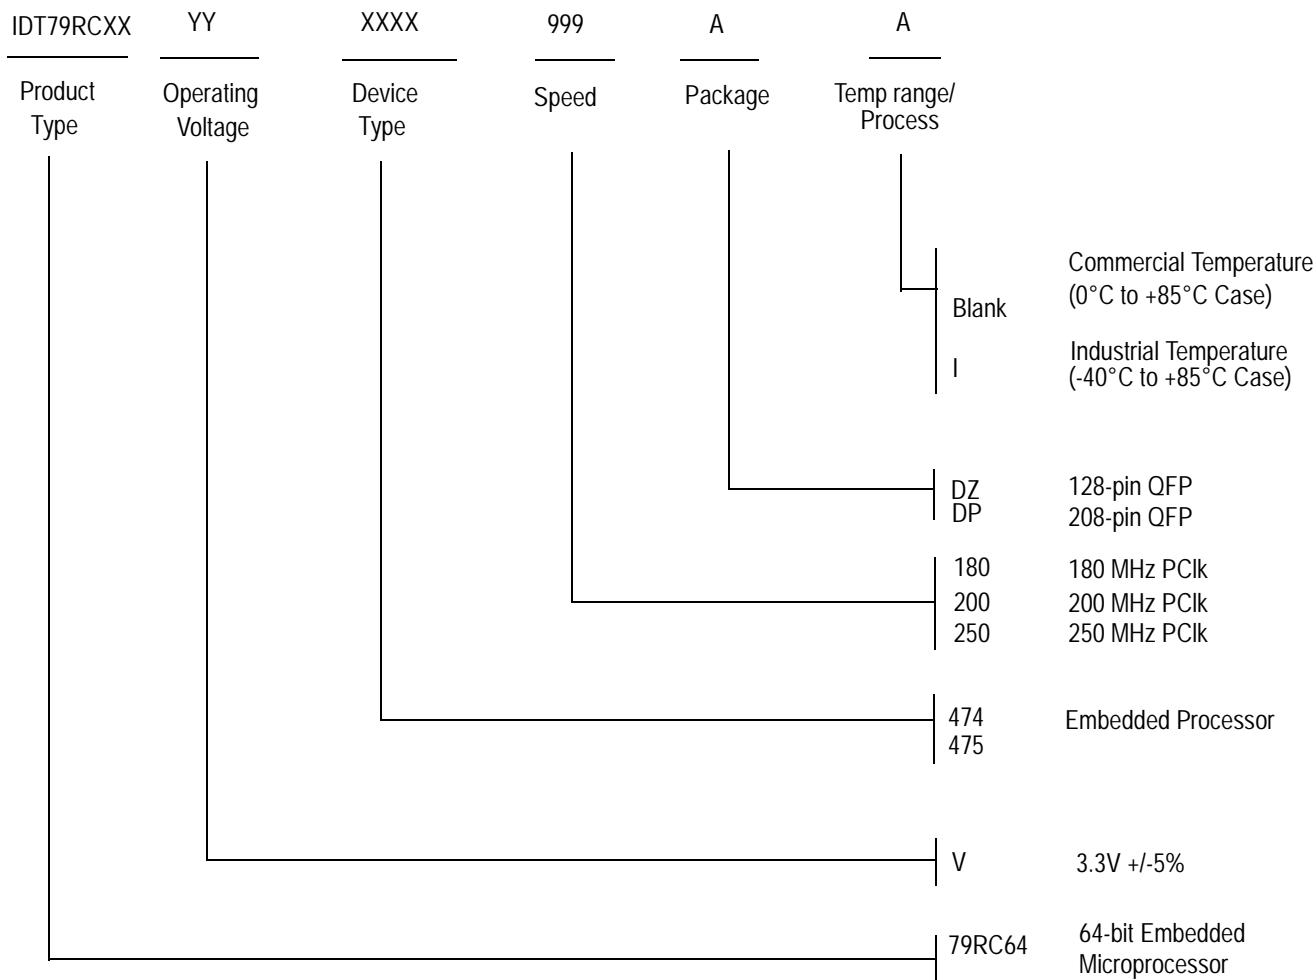 IDT79RCXX YY XXXX 999 A A
Product Type
Operating Voltage
Device Type
Speed
Package
Temp range/ Process
Blank
Commercial Temperature
(0°C to +85°C Case)
I
Industrial Temperature
(-40°C to +85°C Case)
DZ 128-pin QFP
DP 208-pin QFP
180 180 MHz PClk
200 200 MHz PClk
250 250 MHz PClk
474 Embedded Processor
475
V 3.3V +/-5%
79RC64 64-bit Embedded
Microprocessor